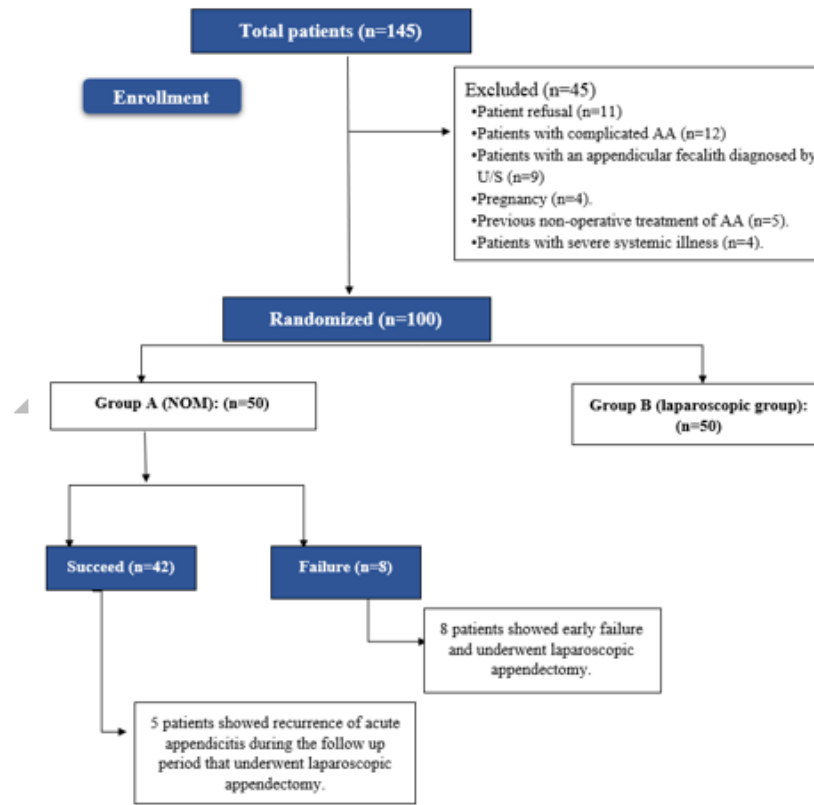 Total patients (n=145)
Enrollment
Excluded (n=45)
•Patient refusal (n=11)
•Patients with complicated AA (n=12)
•Patients with an appendicular fecalith diagnosed by
U/S (n=9)
•Pregnancy (n=4).
•Previous non-operative treatment of AA (n=5).
•Patients with severe systemic illness (n=4).
Randomized (n=100)
Group A (NOM): (n=50)
Group B (laparoscopic group):
(n=50)
Succeed (n=42)
Failure (n=8)
8 patients showed early failure
and underwent laparoscopic
appendectomy.
5 patients showed recurrence of acute
appendicitis during the follow up
period that underwent laparoscopic
appendectomy.